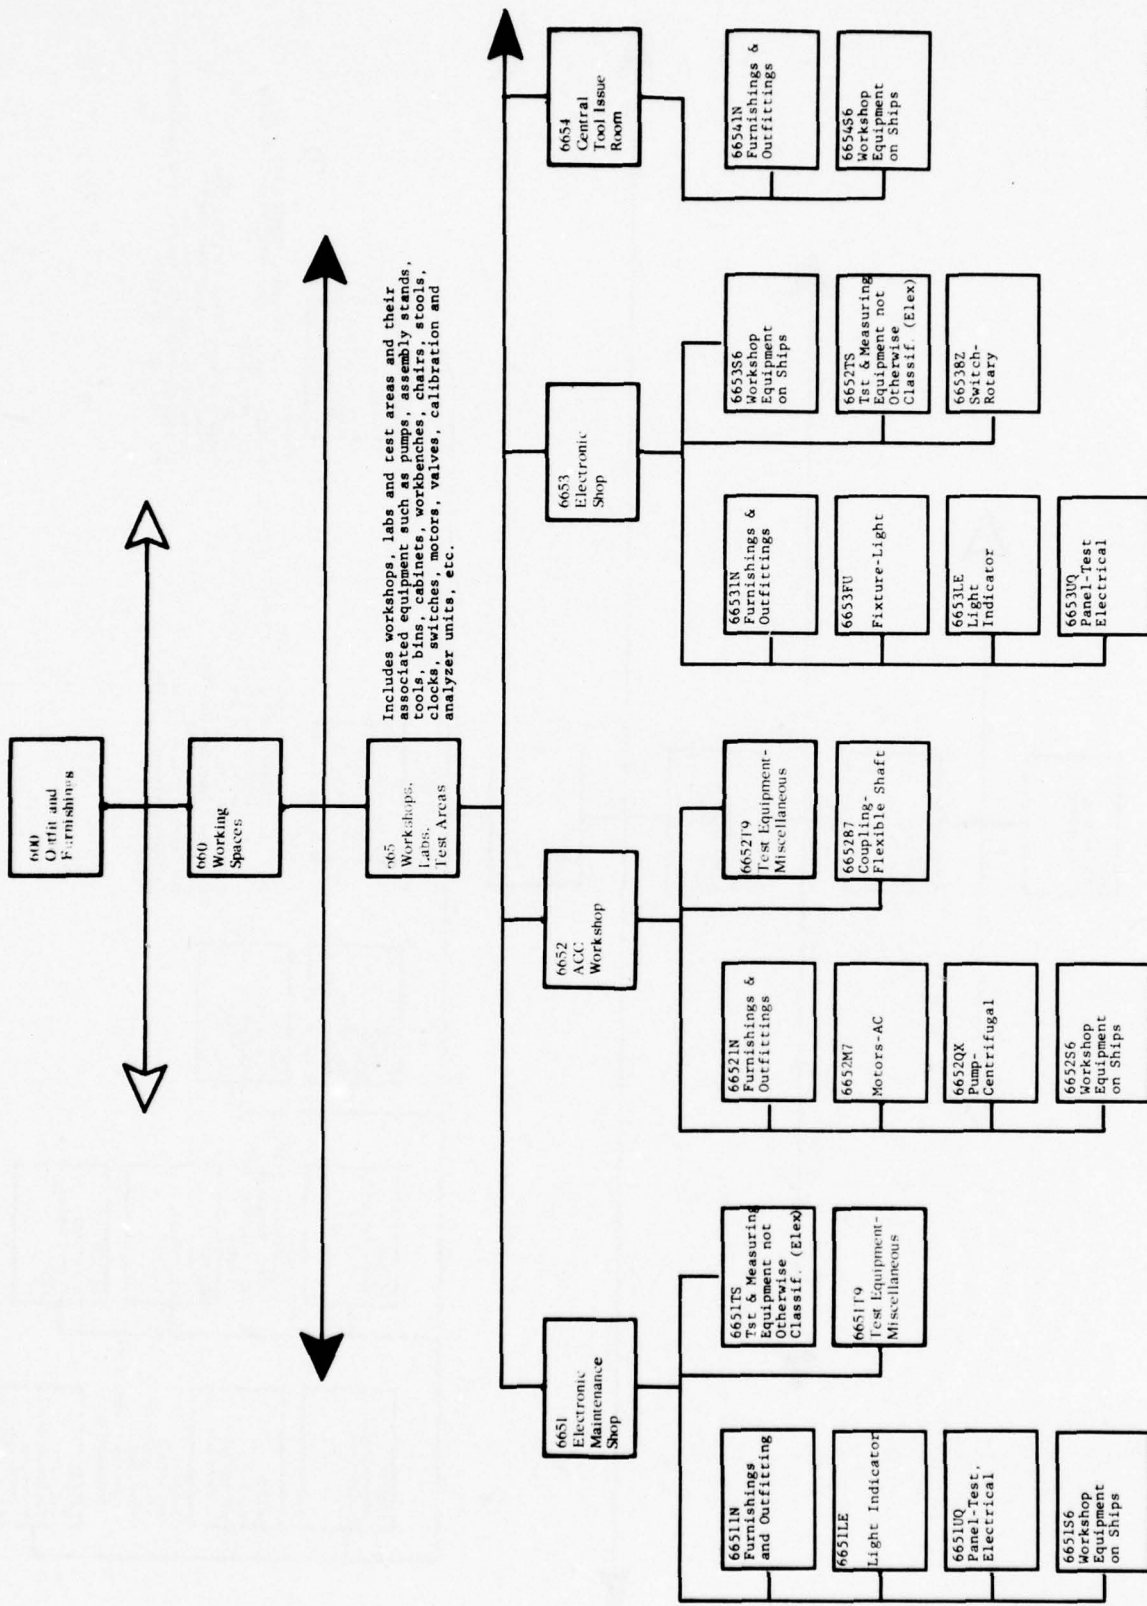 600
Outfit and
Furnishings
660
Working
Spaces
665
Workshops,
Labs,
Test Areas
Includes workshops, labs and test areas and their
associated equipment such as pumps, assembly stands,
tools, bins, cabinets, workbenches, chairs, stools,
clocks, switches, motors, valves, calibration and
analyzer units, etc.
6651
Electronic
Maintenance
Shop
66511N
Furnishings
and Outfitting
6651LE
Light Indicator
6651UQ
Panel-Test,
Electrical
6651S6
Workshop
Equipment
on Ships
6651TS
Tst & Measuring
Equipment not
Otherwise
Classif. (Elex)
6651T9
Test Equipment-
Miscellaneous
6652
ACC
Workshop
66521N
Furnishings &
Outfittings
6652M7
Motors-AC
6652QX
Pump-
Centrifugal
6652S6
Workshop
Equipment
on Ships
6652T9
Test Equipment-
Miscellaneous
6652B7
Coupling-
Flexible Shaft
6653
Electronic
Shop
66531N
Furnishings &
Outfittings
6653FU
Fixture-Light
6653LE
Light
Indicator
6653UQ
Panel-Test
Electrical
6653S6
Workshop
Equipment
on Ships
6652TS
Tst & Measuring
Equipment not
Otherwise
Classif. (Elex)
66538Z
Switch-
Rotary
6654
Central
Tool Issue
Room
66541N
Furnishings &
Outfittings
6654S6
Workshop
Equipment
on Ships